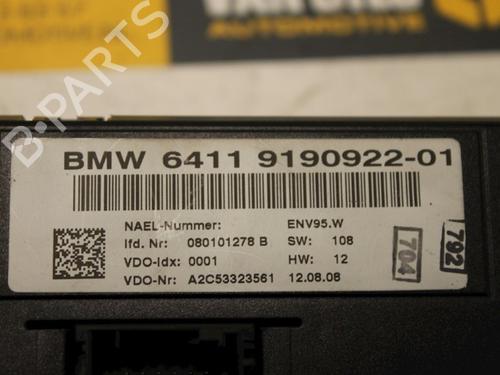 AUTOMOTIVE
B-PARTS
BMW 6411 9190922-01
NAEL-Nummer: ENV95.W
lfd. Nr: 080101278 B SW: 108
VDO-Idx: 0001 HW: 12
VDO-Nr: A2C53323561 12.08.08
704
792